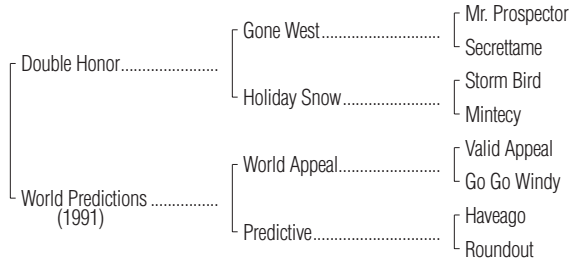 Mr. Prospector
Gone West
Secrettame
Double Honor
Storm Bird
Holiday Snow
Mintecy
Valid Appeal
World Appeal
Go Go Windy
World Predictions
(1991)
Haveago
Predictive
Roundout